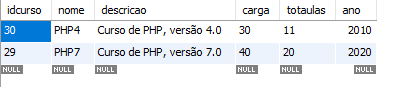 idcurso nome descricao carga totaulas ano
30 PHP4 Curso de PHP, versão 4.0 30 11 2010
29 PHP7 Curso de PHP, versão 7.0 40 20 2020
NULL NULL NULL NULL NULL NULL